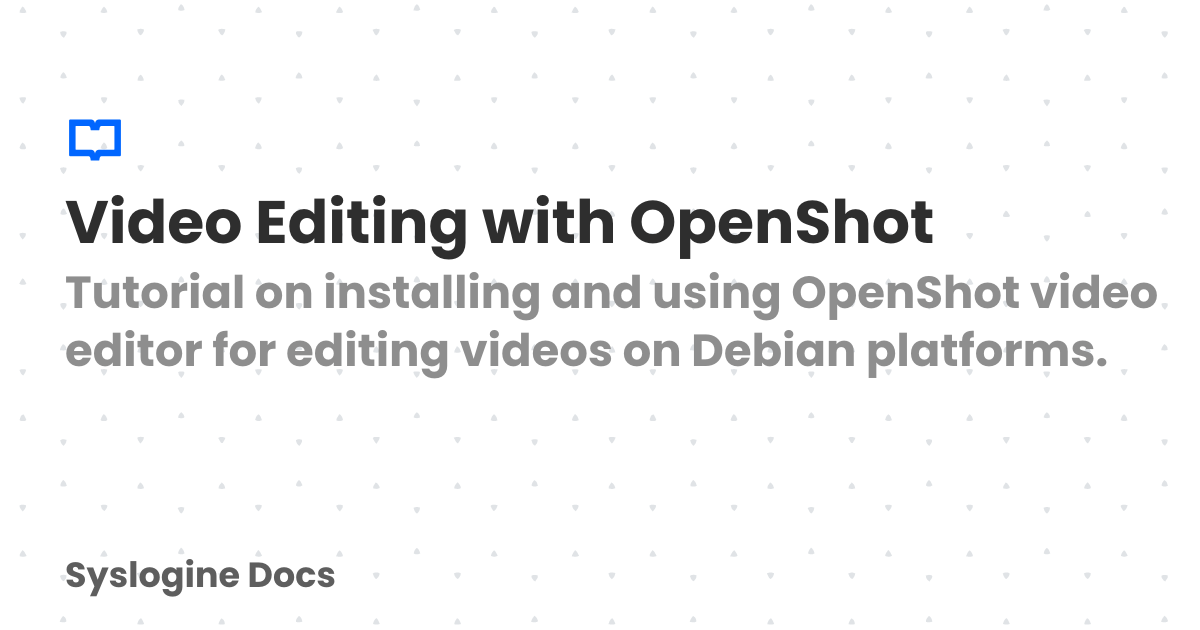 Video Editing with OpenShot
Tutorial on installing and using OpenShot video
editor for editing videos on Debian platforms.
Syslogine Docs